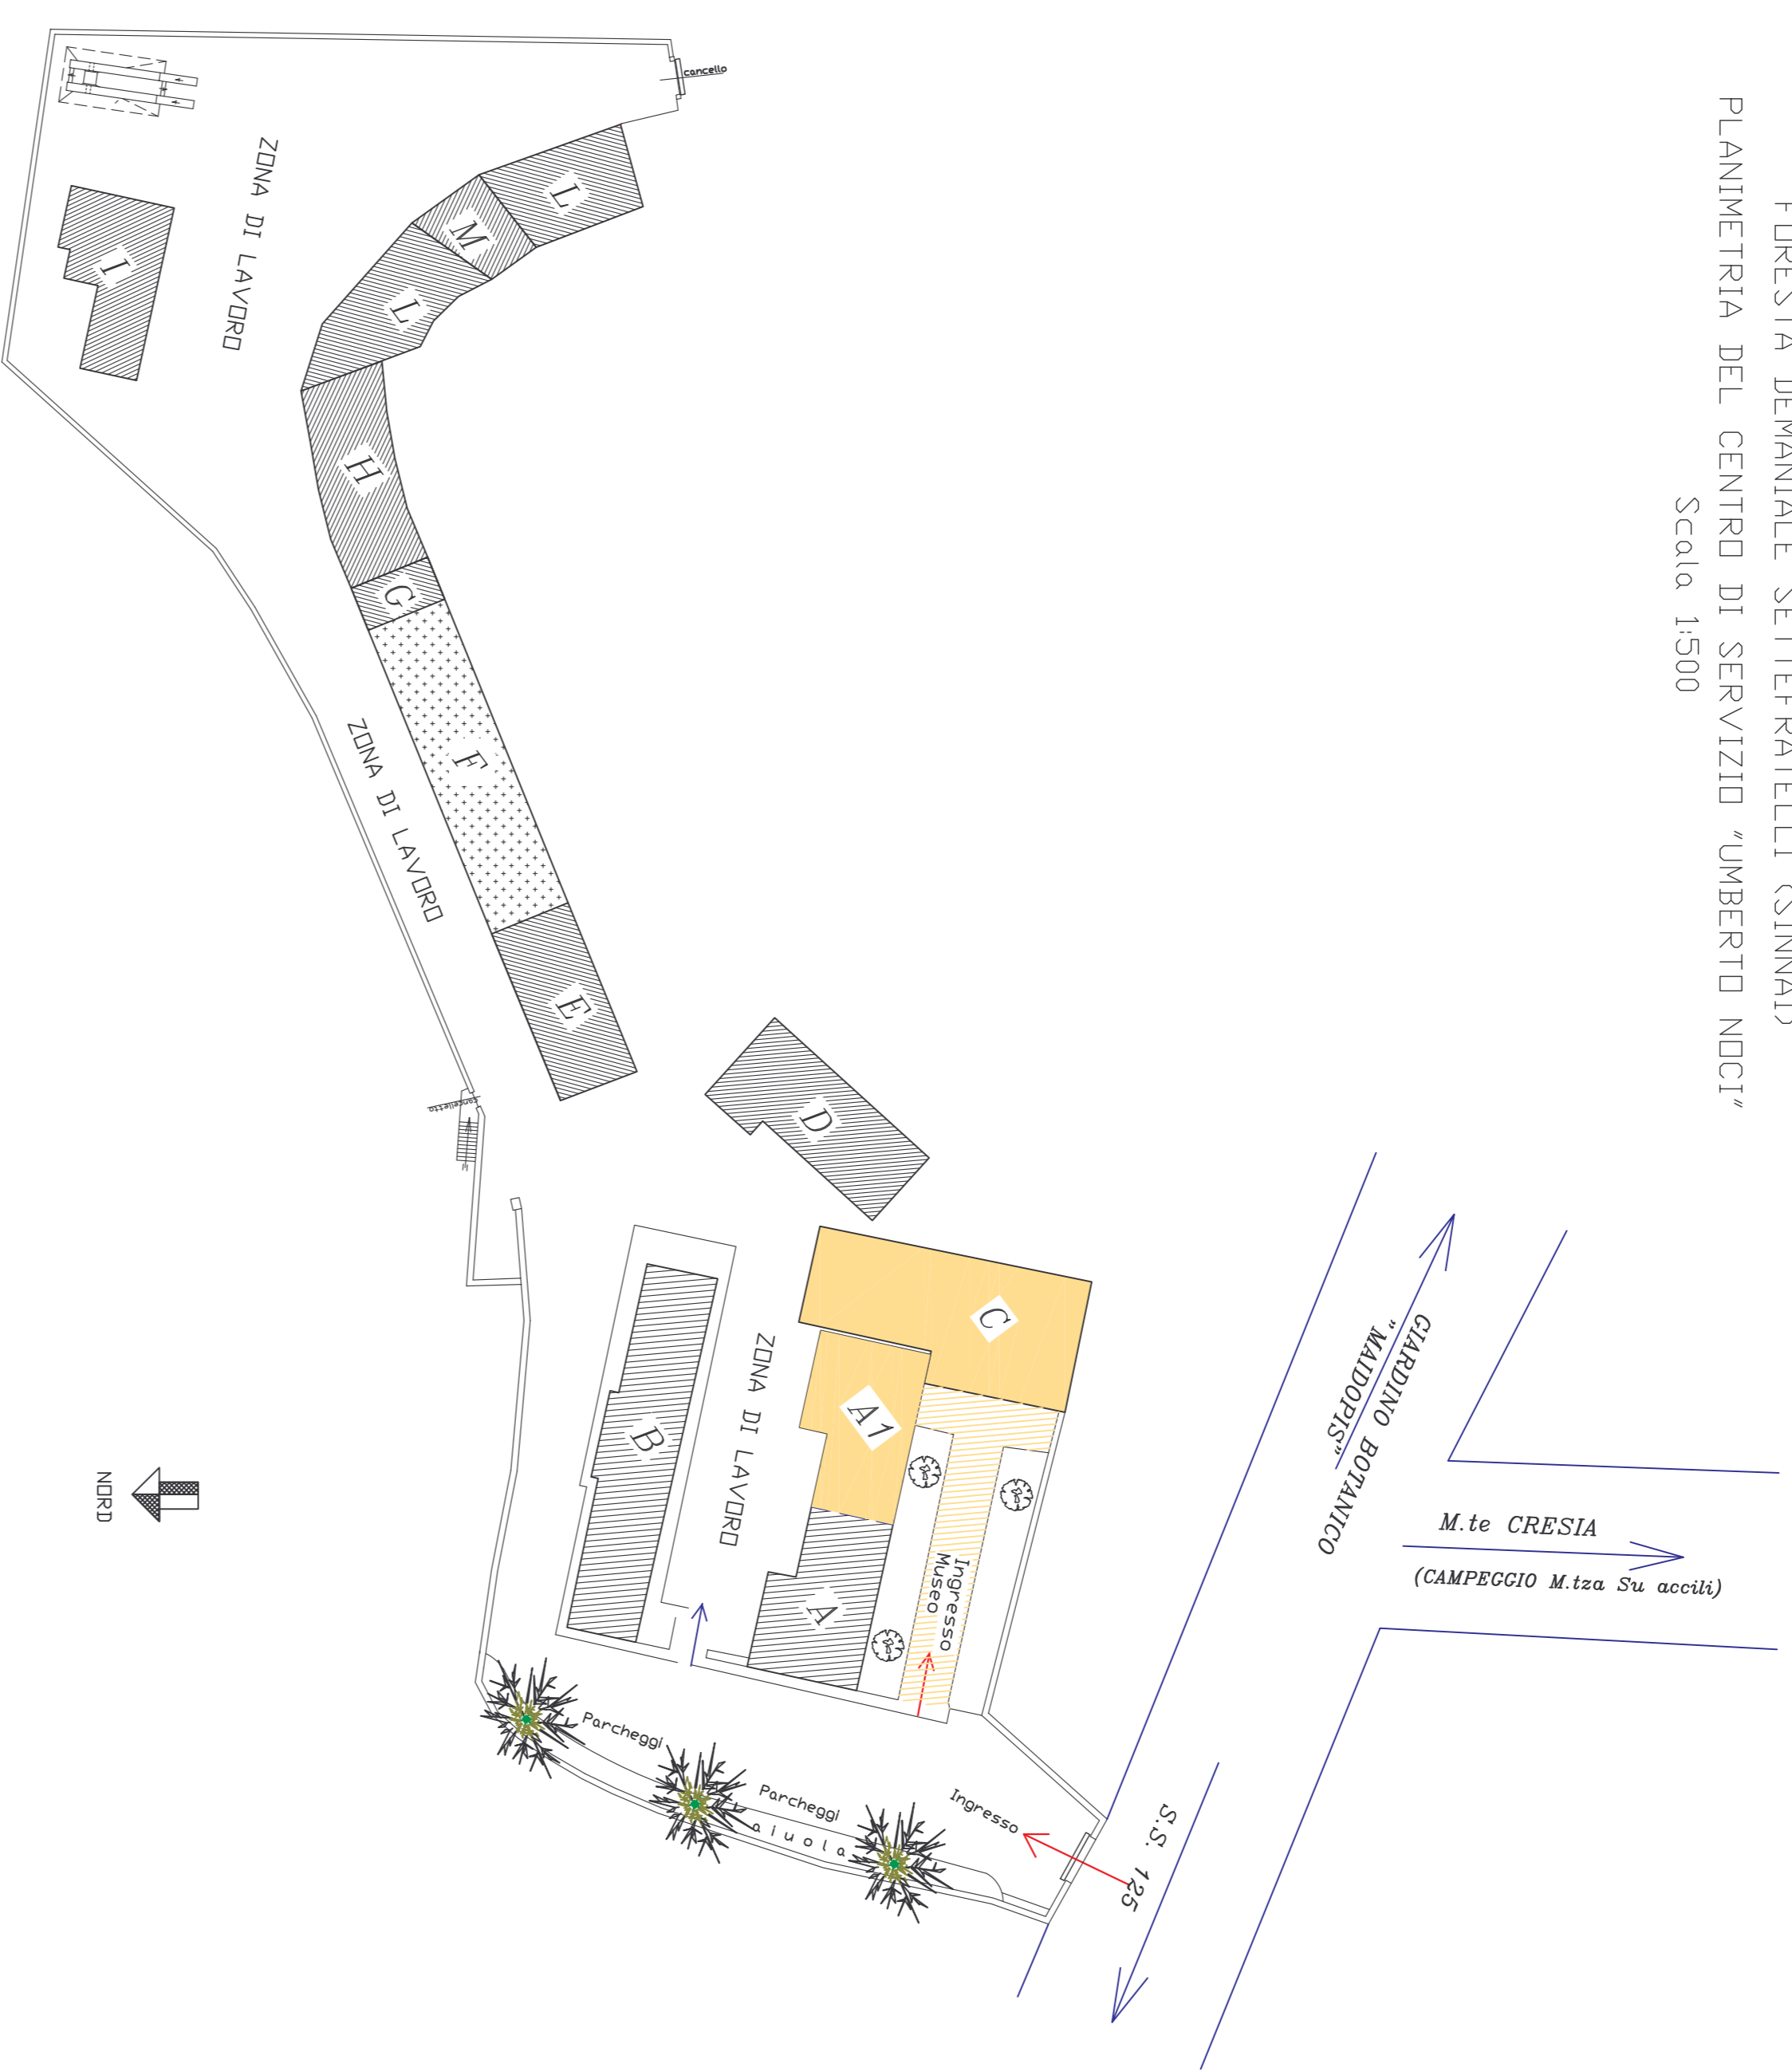 FORESTA DEMANIALE SETTEFRATELLI (SINNAI)
PLANIMETRIA DEL CENTRO DI SERVIZIO "UMBERTO NOCI"
Scala 1:500
cancello
ZONA DI LAVORO
I
L
M
L
H
G
F
E
ZONA DI LAVORO
cancelletto
D
C
A1
A
B
ZONA DI LAVORO
Ingresso
Museo
GIARDINO BOTANICO
"MAIDOPIS"
M.te CRESIA
(CAMPEGGIO M.tza Su accili)
S.S. 125
Ingresso
Parcheggi
Parcheggi
aiuola
NORD